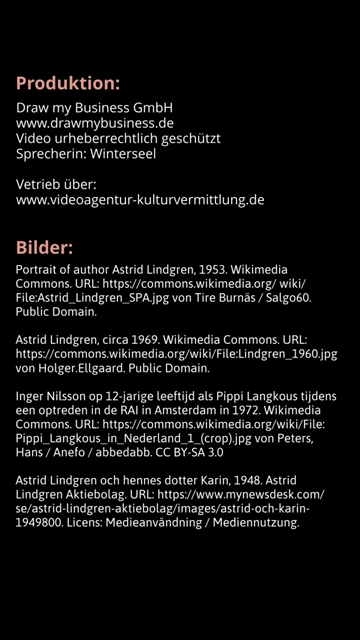 Produktion:
Draw my Business GmbH
www.drawmybusiness.de
Video urheberrechtlich geschützt
Sprecherin: Winterseel
Vertrieb über:
www.videoagentur-kulturvermittlung.de
Bilder:
Portrait of author Astrid Lindgren, 1953. Wikimedia
Commons. URL: https://commons.wikimedia.org/ wiki/
File:Astrid_Lindgren_SPA.jpg von Tire Burnäs / Salgo60.
Public Domain.
Astrid Lindgren, circa 1969. Wikimedia Commons. URL:
https://commons.wikimedia.org/wiki/File:Lindgren_1960.jpg
von Holger.Ellgaard. Public Domain.
Inger Nilsson op 12-jarige leeftijd als Pippi Langkous tijdens
een optreden in de RAI in Amsterdam in 1972. Wikimedia
Commons. URL: https://commons.wikimedia.org/wiki/File:
Pippi_Langkous_in_Nederland_1_(crop).jpg von Peters,
Hans / Anefo / abbedabb. CC BY-SA 3.0
Astrid Lindgren och hennes dotter Karin, 1948. Astrid
Lindgren Aktiebolag. URL: https://www.mynewsdesk.com/
se/astrid-lindgren-aktiebolag/images/astrid-och-karin-
1949800. Licens: Medieanvändning / Mediennutzung.